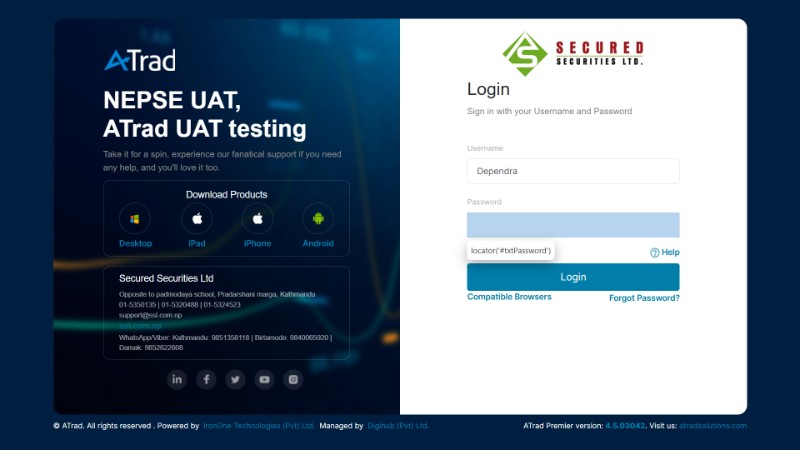 ATrad
NEPSE UAT,
ATrad UAT testing
Take it for a spin, experience our fanatical support if you need
any help, and you'll love it too.
Download Products
Desktop
iPad
iPhone
Android
Secured Securities Ltd
Opposite to padmodaya school, Pradarshani marga, Kathmandu
01-5350135 | 01-5320488 | 01-5324523
support@ssl.com.np
ssl.com.np
WhatsApp/Viber: Kathmandu: 9851358118 | Birtamode: 9840065920 |
Damak: 9852622808
SECURED
SECURITIES LTD.
Login
Sign in with your Username and Password
Username
Dependra
Password
locator('#txtPassword')
Help
Login
Compatible Browsers
Forgot Password?
© ATrad. All rights reserved . Powered by IronOne Technologies (Pvt) Ltd. Managed by Digihub (Pvt) Ltd.
ATrad Premier version: 4.5.03042. Visit us: atradsolutions.com